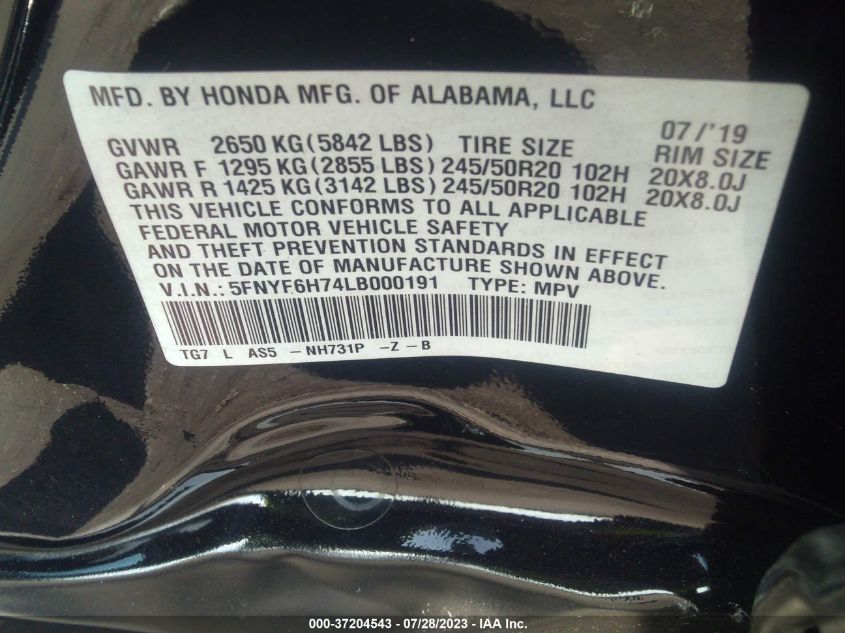 MFD. BY HONDA MFG. OF ALABAMA, LLC
07/'19
GVWR 2650 KG(5842 LBS) TIRE SIZE RIM SIZE
GAWR F 1295 KG(2855 LBS) 245/50R20 102H 20X8.0J
GAWR R 1425 KG(3142 LBS) 245/50R20 102H 20X8.0J
THIS VEHICLE CONFORMS TO ALL APPLICABLE
FEDERAL MOTOR VEHICLE SAFETY
AND THEFT PREVENTION STANDARDS IN EFFECT
ON THE DATE OF MANUFACTURE SHOWN ABOVE.
V.I.N.: 5FNYF6H74LB000191 TYPE: MPV
TG7 L AS5 -NH731P -Z -B
000-37204543 - 07/28/2023 - IAAI Inc.